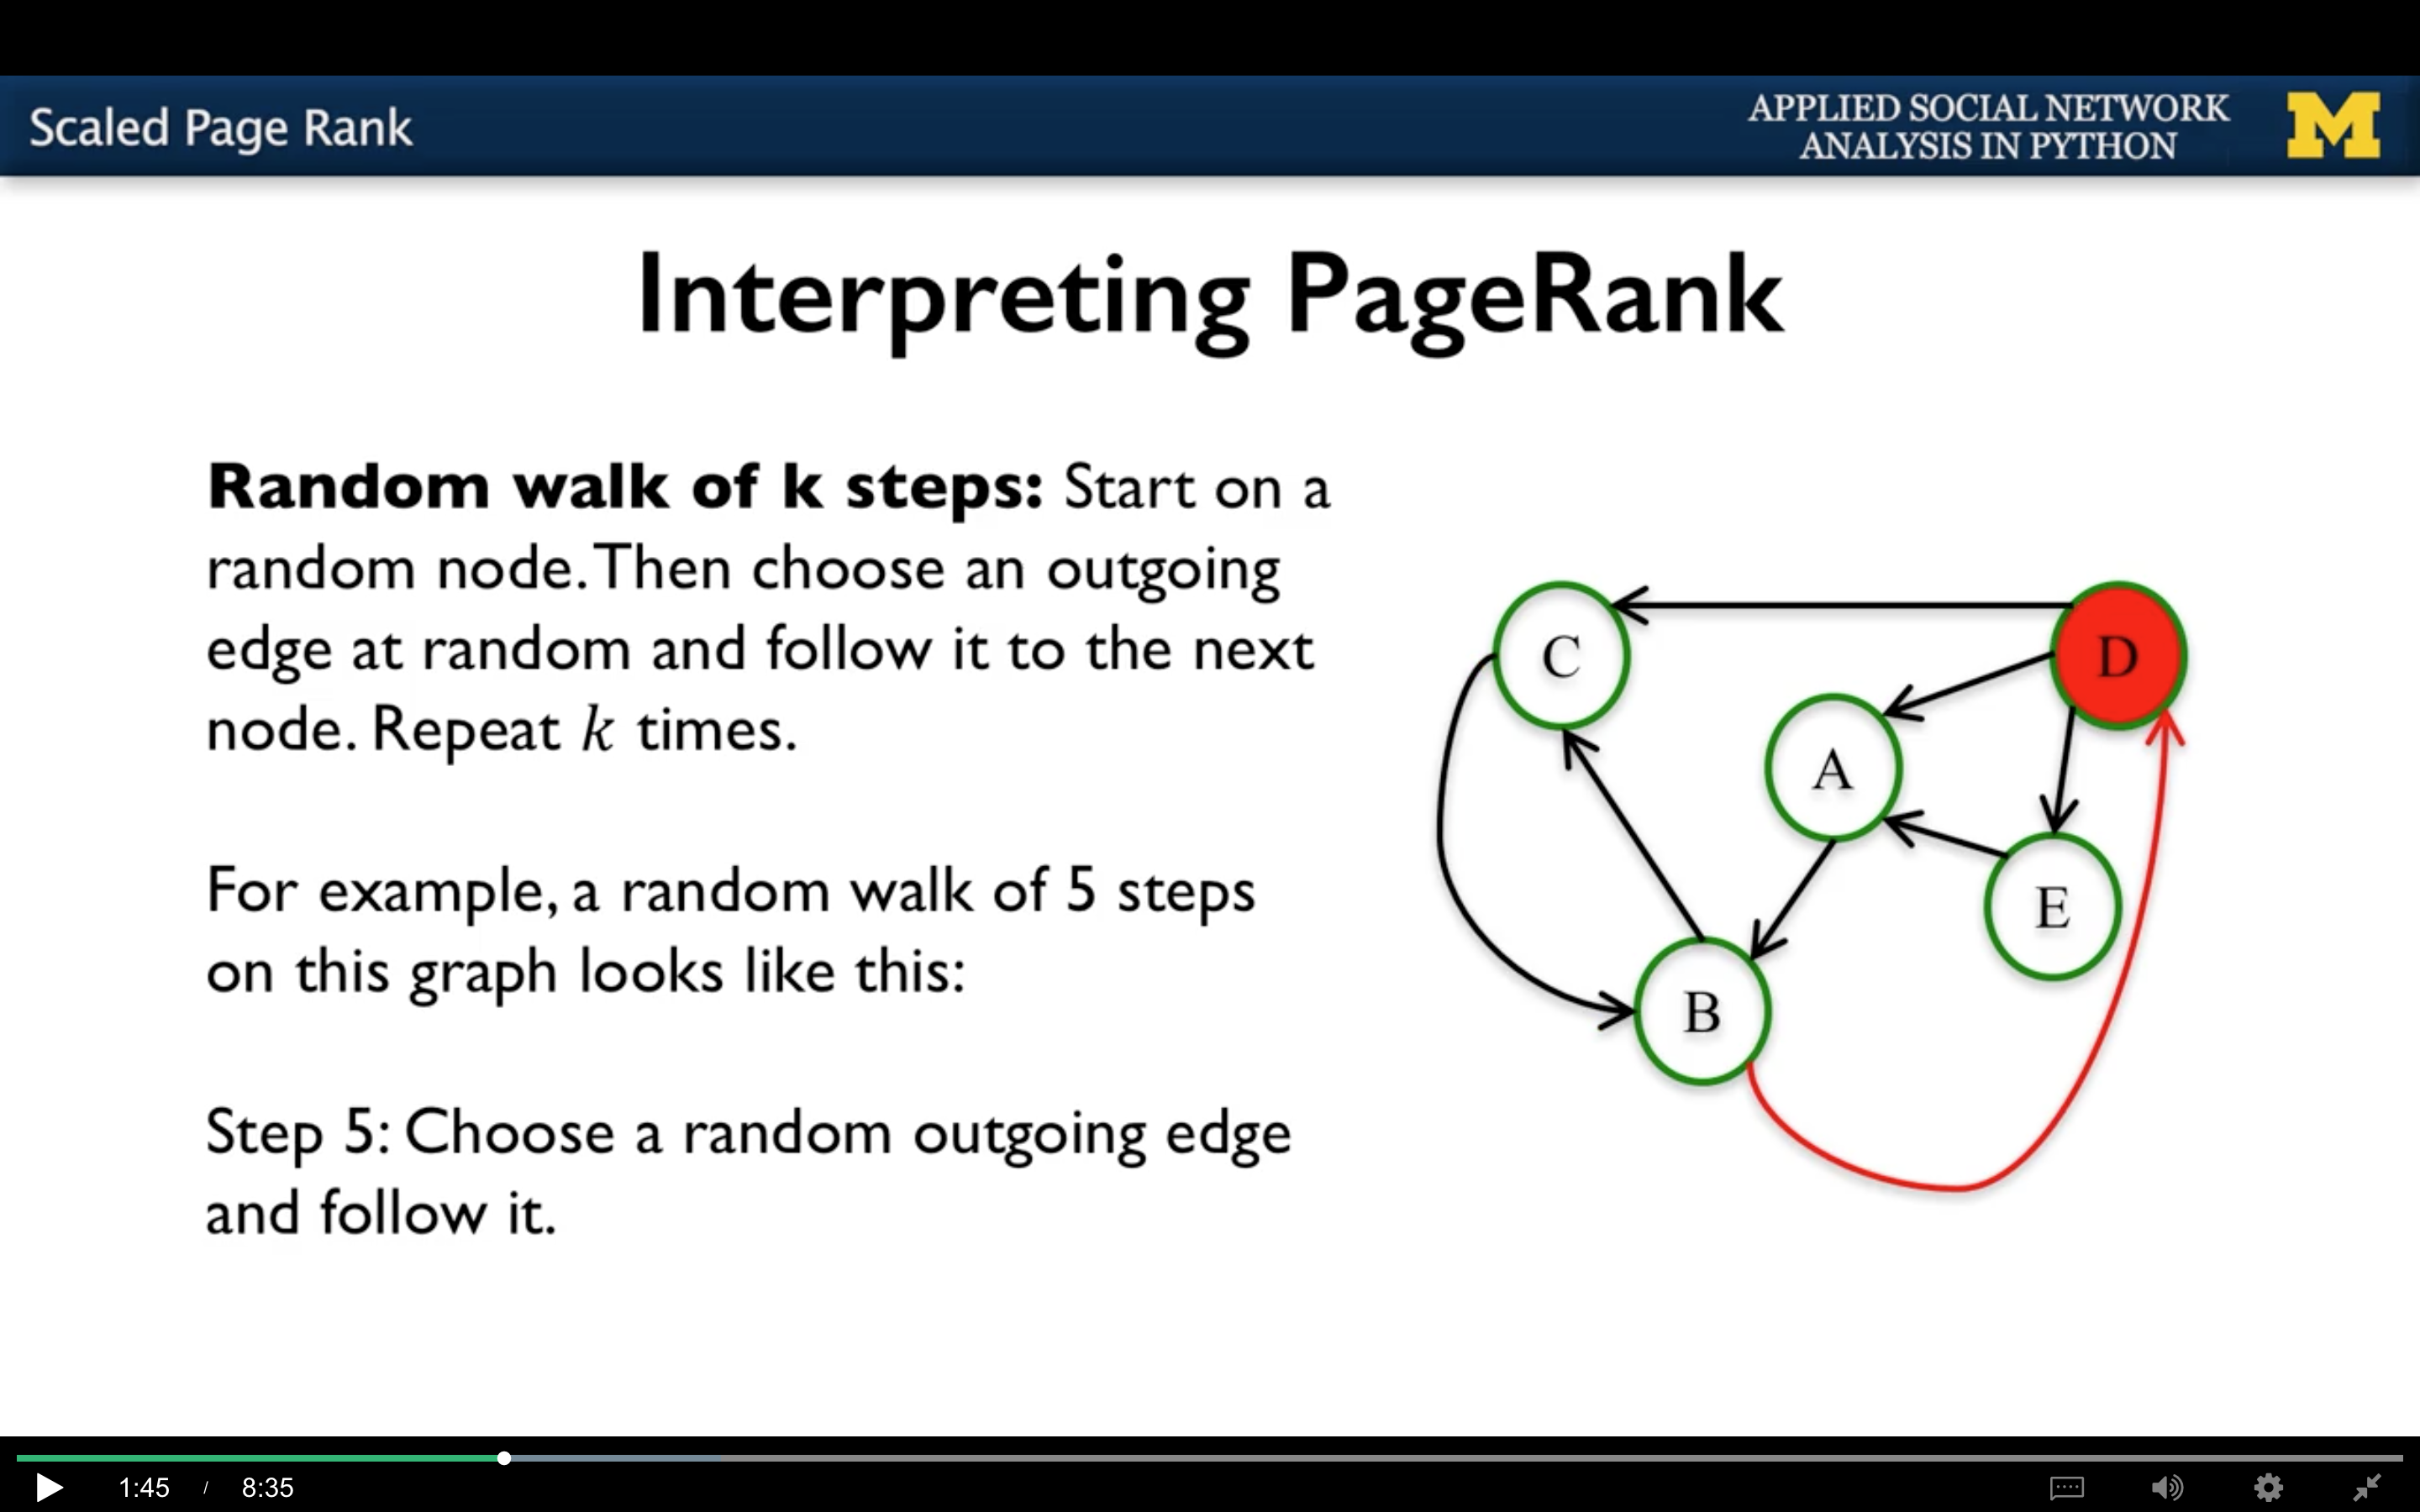 Scaled Page Rank
APPLIED SOCIAL NETWORK
ANALYSIS IN PYTHON
M
Interpreting PageRank
Random walk of k steps: Start on a
random node. Then choose an outgoing
edge at random and follow it to the next
node. Repeat k times.
For example, a random walk of 5 steps
on this graph looks like this:
Step 5: Choose a random outgoing edge
and follow it.
C
D
A
E
B
1:45 / 8:35